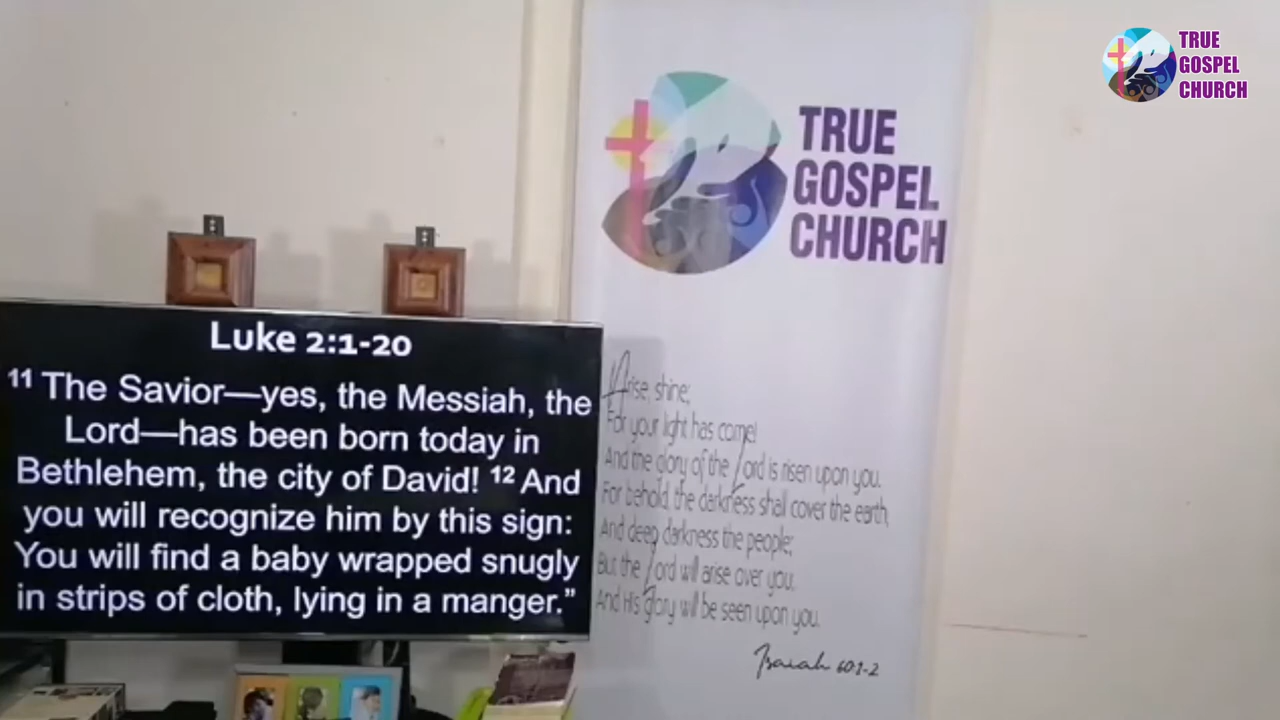 TRUE
GOSPEL
CHURCH
TRUE
GOSPEL
CHURCH
Luke 2:1-20
11 The Savior—yes, the Messiah, the
Lord—has been born today in
Bethlehem, the city of David! 12 And
you will recognize him by this sign:
You will find a baby wrapped snugly
in strips of cloth, lying in a manger.”
Arise, shine;
For your light has come!
And the glory of the Lord is risen upon you.
For behold, the darkness shall cover the earth,
And deep darkness the people;
But the Lord will arise over you,
And His glory will be seen upon you.
Isaiah 60:1-2